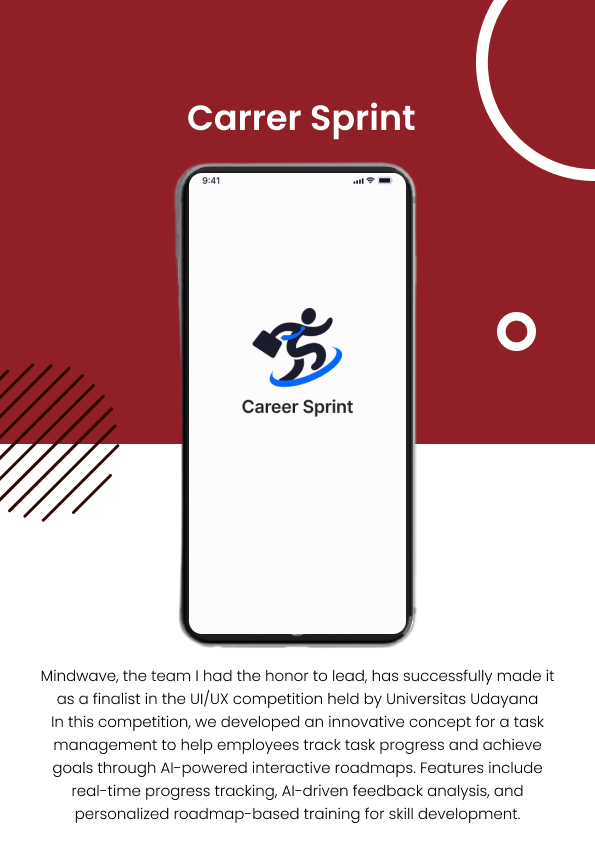 Carrer Sprint
9:41
Career Sprint
Mindwave, the team I had the honor to lead, has successfully made it
as a finalist in the UI/UX competition held by Universitas Udayana
In this competition, we developed an innovative concept for a task
management to help employees track task progress and achieve
goals through AI-powered interactive roadmaps. Features include
real-time progress tracking, AI-driven feedback analysis, and
personalized roadmap-based training for skill development.